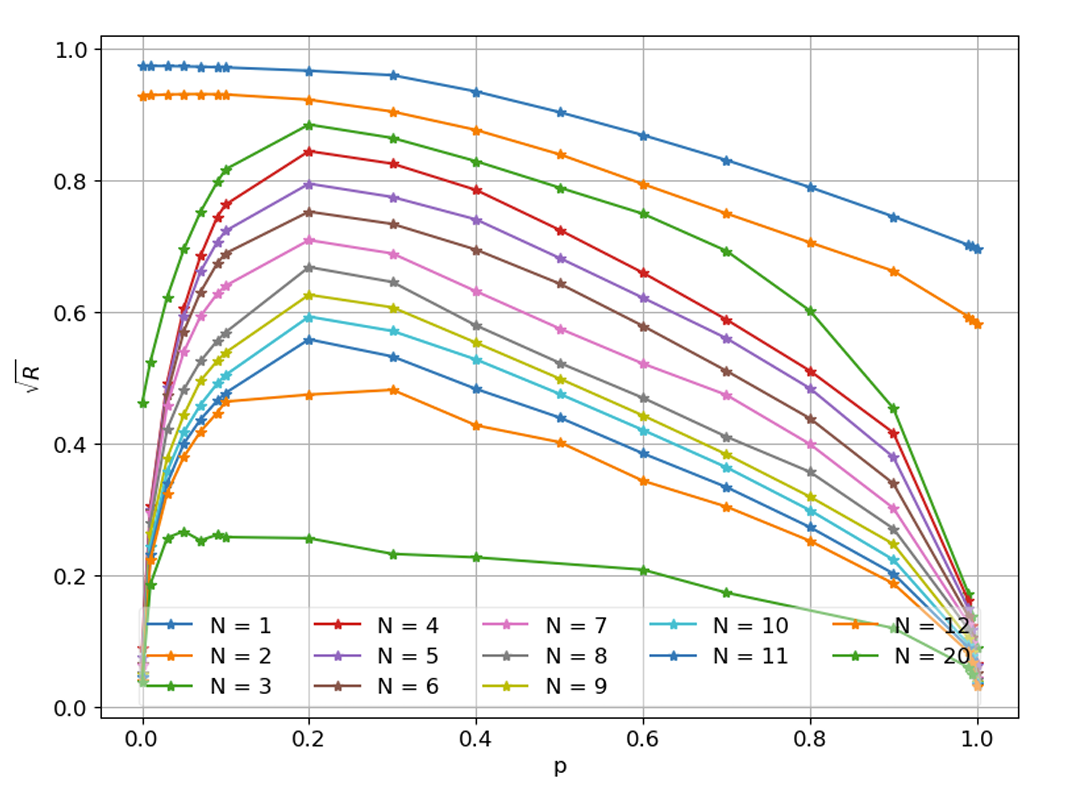 1.0
0.8
0.6
0.4
0.2
0.0
√R
N = 1 N = 4 N = 7 N = 10 N = 12
N = 2 N = 5 N = 8 N = 11 N = 20
N = 3 N = 6 N = 9
0.0 0.2 0.4 0.6 0.8 1.0
p